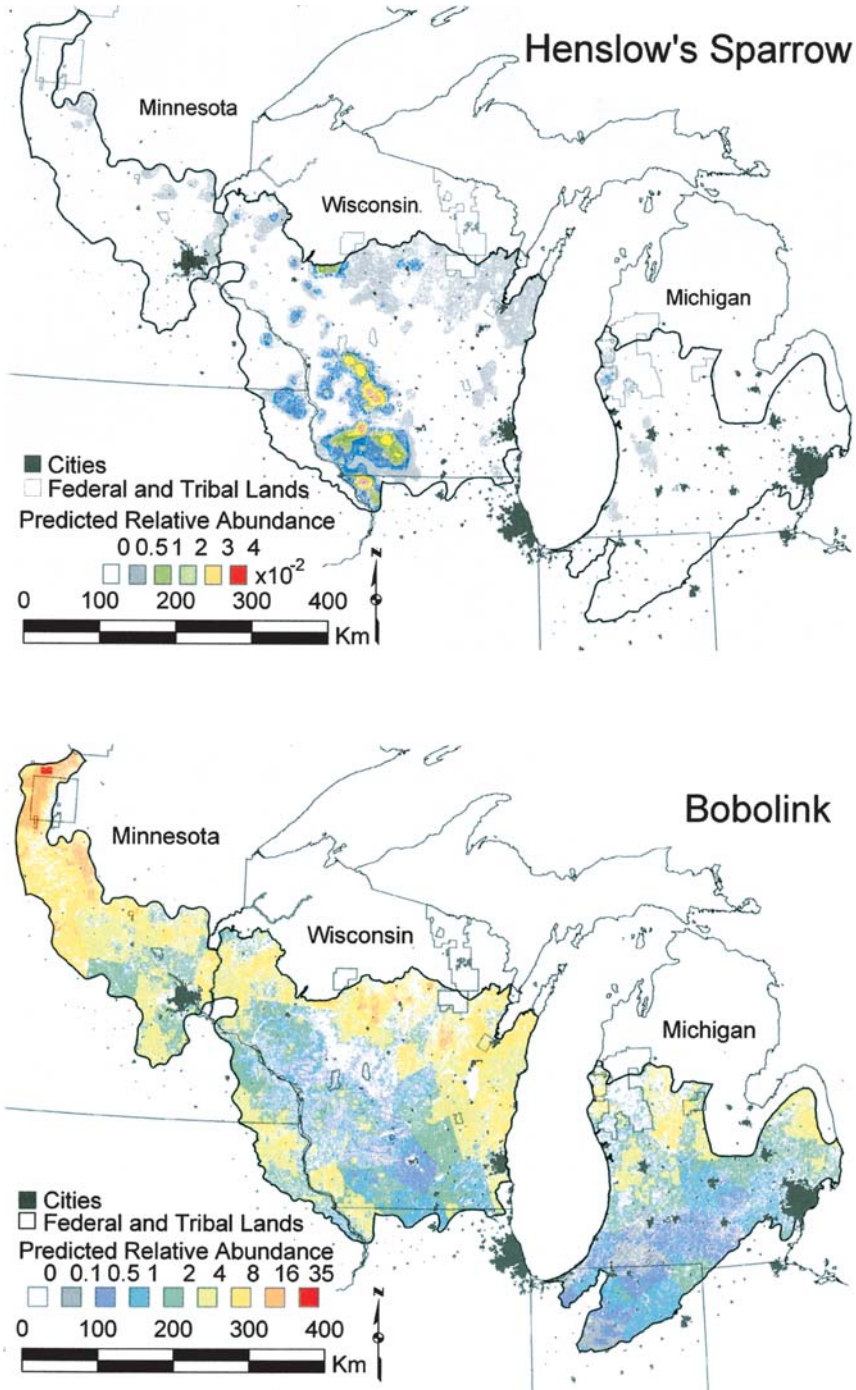 Henslow's Sparrow
Minnesota
Wisconsin
Michigan
Cities
Federal and Tribal Lands
Predicted Relative Abundance
0 0.5 1 2 3 4
x10-2
0 100 200 300 400
Km
N
Bobolink
Minnesota
Wisconsin
Michigan
Cities
Federal and Tribal Lands
Predicted Relative Abundance
0 0.1 0.5 1 2 4 8 16 35
0 100 200 300 400
Km
N